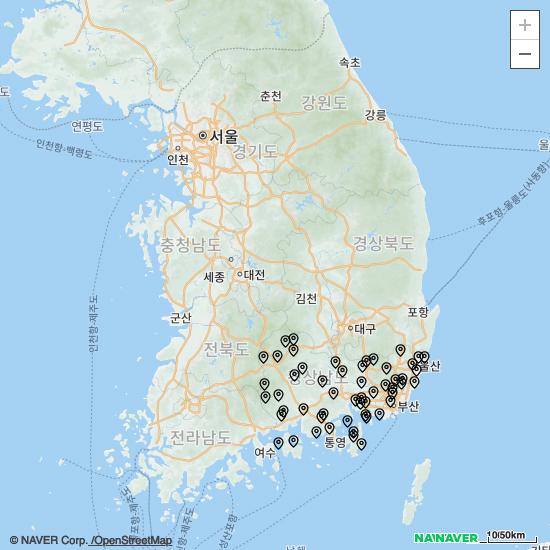 +
−
속초
춘천
강원도
강릉
도
연평도
서울
울
경기도
인천
인천항-백령도
후포항-울릉도(사동항)
충청남도
경상북도
세종
대전
김천
포항
군산
대구
인천항-제주도
전북도
경상남도
울산
부산
전라남도
통영
여수
© NAVER Corp. /OpenStreetMap
NAVER
10|50km